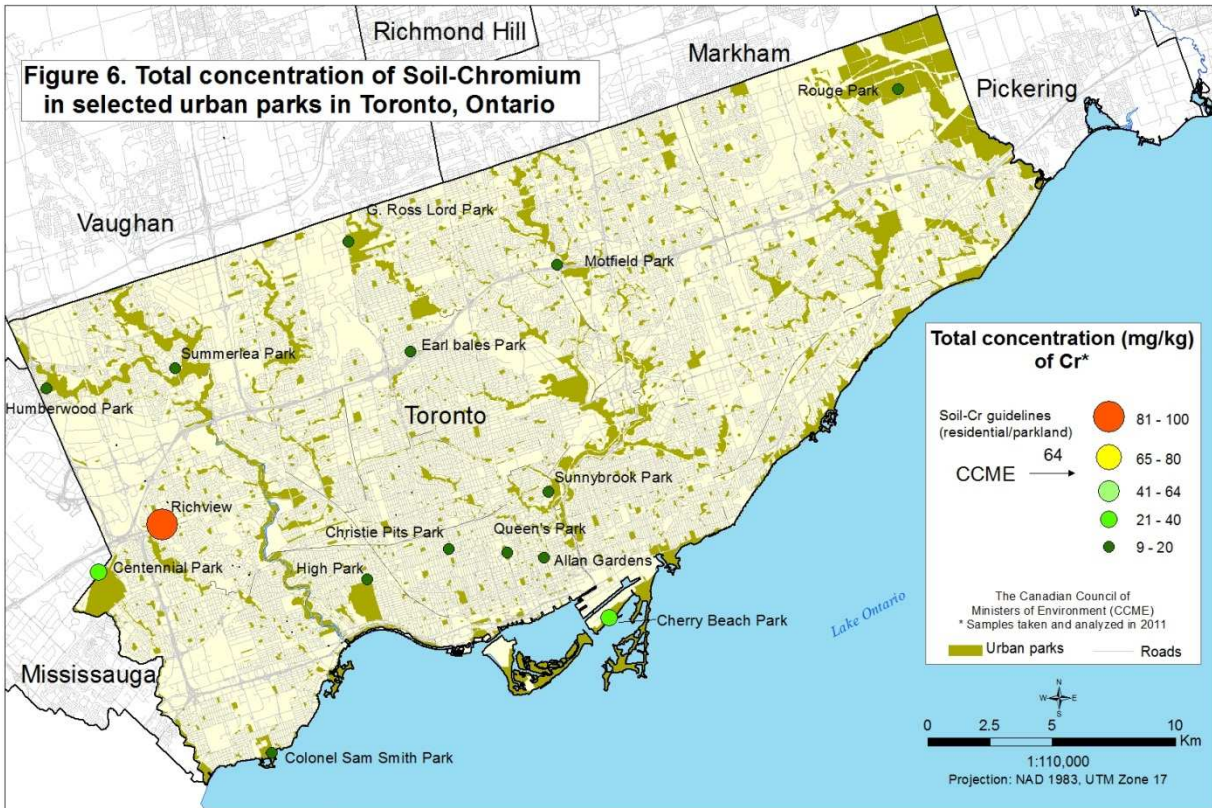 Richmond Hill
Markham
Figure 6. Total concentration of Soil-Chromium
in selected urban parks in Toronto, Ontario
Rouge Park
Pickering
Vaughan
G. Ross Lord Park
Motfield Park
Summerlea Park
Earl bales Park
Humberwood Park
Toronto
Sunnybrook Park
Richview
Christie Pits Park
Queen's Park
Centennial Park
High Park
Allan Gardens
Cherry Beach Park
Lake Ontario
Mississauga
Colonel Sam Smith Park
Total concentration (mg/kg)
of Cr*
Soil-Cr guidelines
(residential/parkland)
64
CCME
81 - 100
65 - 80
41 - 64
21 - 40
9 - 20
The Canadian Council of
Ministers of Environment (CCME)
* Samples taken and analyzed in 2011
Urban parks
Roads
N
W E
S
0 2.5 5 10
Km
1:110,000
Projection: NAD 1983, UTM Zone 17